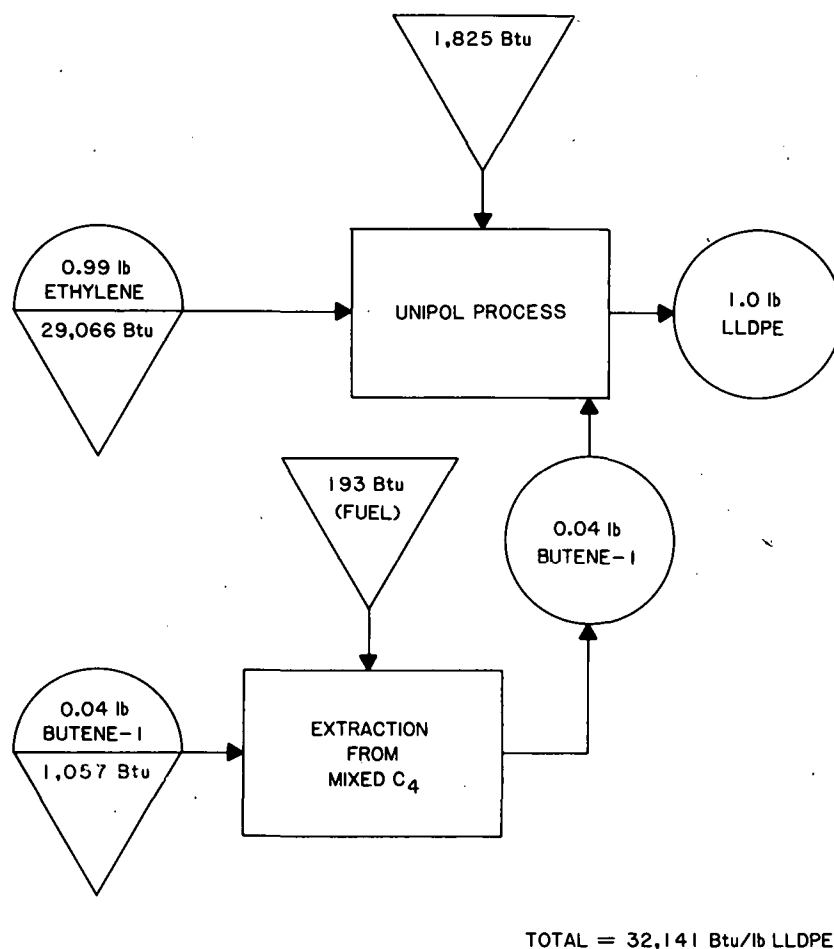 1,825 Btu
0.99 lb
ETHYLENE
29,066 Btu
UNIPOL PROCESS
1.0 lb
LLDPE
193 Btu
(FUEL)
0.04 lb
BUTENE-1
0.04 lb
BUTENE-1
1,057 Btu
EXTRACTION
FROM
MIXED C₄
TOTAL = 32,141 Btu/lb LLDPE